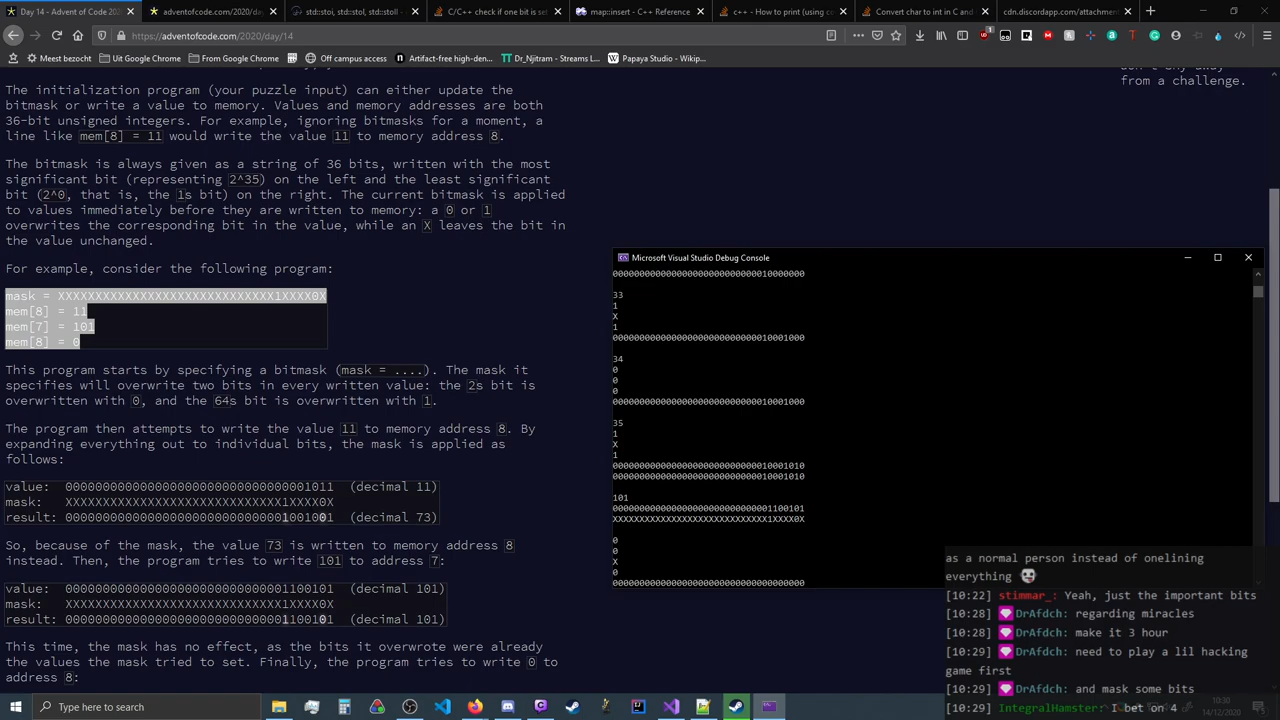 Day 14 - Advent of Code 2020
adventofcode.com/2020/day/
std::stoi, std::stol, std::stoll -
C/C++ check if one bit is set
map::insert - C++ Reference
c++ - How to print (using c
Convert char to int in C and
cdn.discordapp.com/attachment
https://adventofcode.com/2020/day/14
Meest bezocht
Uit Google Chrome
From Google Chrome
Off campus access
Artifact-free high-den...
Dr_Njitram - Streams L...
Papaya Studio - Wikip...
don't shy away
from a challenge.
The initialization program (your puzzle input) can either update the
bitmask or write a value to memory. Values and memory addresses are both
36-bit unsigned integers. For example, ignoring bitmasks for a moment, a
line like mem[8] = 11 would write the value 11 to memory address 8.
The bitmask is always given as a string of 36 bits, written with the most
significant bit (representing 2^35) on the left and the least significant
bit (2^0, that is, the 1s bit) on the right. The current bitmask is applied
to values immediately before they are written to memory: a 0 or 1
overwrites the corresponding bit in the value, while an X leaves the bit in
the value unchanged.
For example, consider the following program:
mask = XXXXXXXXXXXXXXXXXXXXXXXXXXXXX1XXXX0X
mem[8] = 11
mem[7] = 101
mem[8] = 0
This program starts by specifying a bitmask (mask = ....). The mask it
specifies will overwrite two bits in every written value: the 2s bit is
overwritten with 0, and the 64s bit is overwritten with 1.
The program then attempts to write the value 11 to memory address 8. By
expanding everything out to individual bits, the mask is applied as
follows:
value: 000000000000000000000000000000001011 (decimal 11)
mask: XXXXXXXXXXXXXXXXXXXXXXXXXXXXX1XXXX0X
result: 000000000000000000000000000001001001 (decimal 73)
So, because of the mask, the value 73 is written to memory address 8
instead. Then, the program tries to write 101 to address 7:
value: 000000000000000000000000000001100101 (decimal 101)
mask: XXXXXXXXXXXXXXXXXXXXXXXXXXXXX1XXXX0X
result: 000000000000000000000000000001100101 (decimal 101)
This time, the mask has no effect, as the bits it overwrote were already
the values the mask tried to set. Finally, the program tries to write 0 to
address 8:
Microsoft Visual Studio Debug Console
000000000000000000000000000010000000
33
1
X
1
000000000000000000000000000010001000
34
0
0
0
000000000000000000000000000010001000
35
1
X
1
000000000000000000000000000010001010
000000000000000000000000000010001010
101
000000000000000000000000000001100101
XXXXXXXXXXXXXXXXXXXXXXXXXXXXX1XXXX0X
0
0
X
0
000000000000000000000000000000000000
as a normal person instead of onelining
everything
[10:22] stimmar_: Yeah, just the important bits
[10:28] DrAfdch: regarding miracles
[10:28] DrAfdch: make it 3 hour
[10:29] DrAfdch: need to play a lil hacking
game first
[10:29] DrAfdch: and mask some bits
[10:29] IntegralHamster: I bet on 4
Type here to search
10:30
14/12/2020